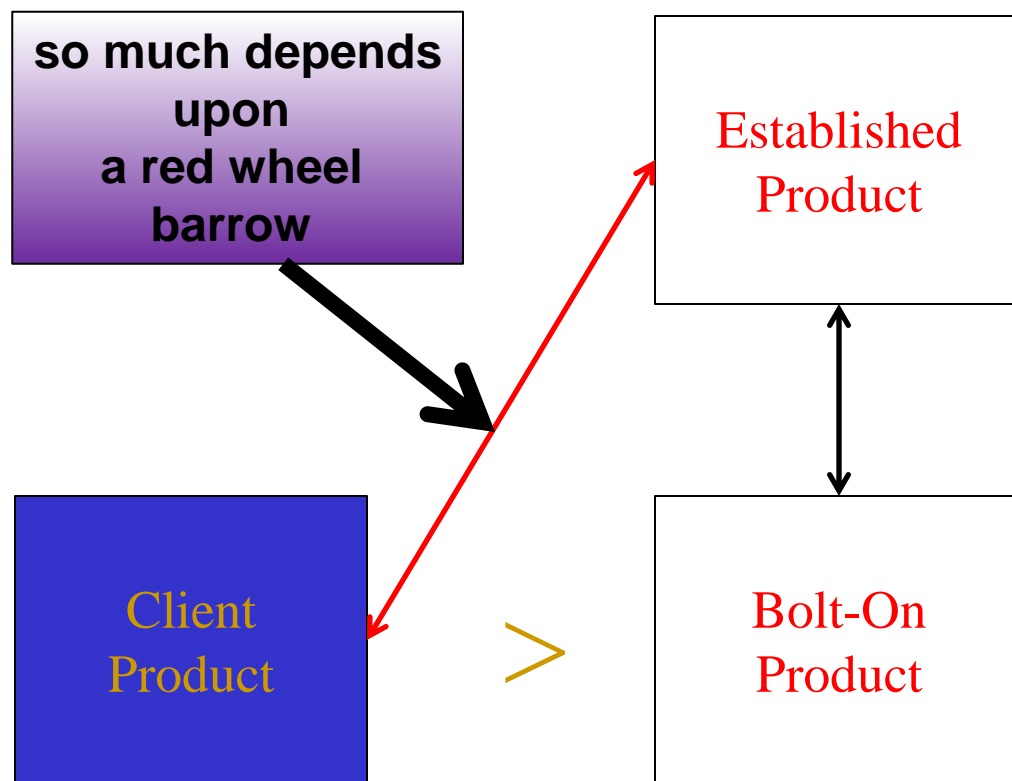 so much depends
upon
a red wheel
barrow
Established
Product
Client
Product
>
Bolt-On
Product